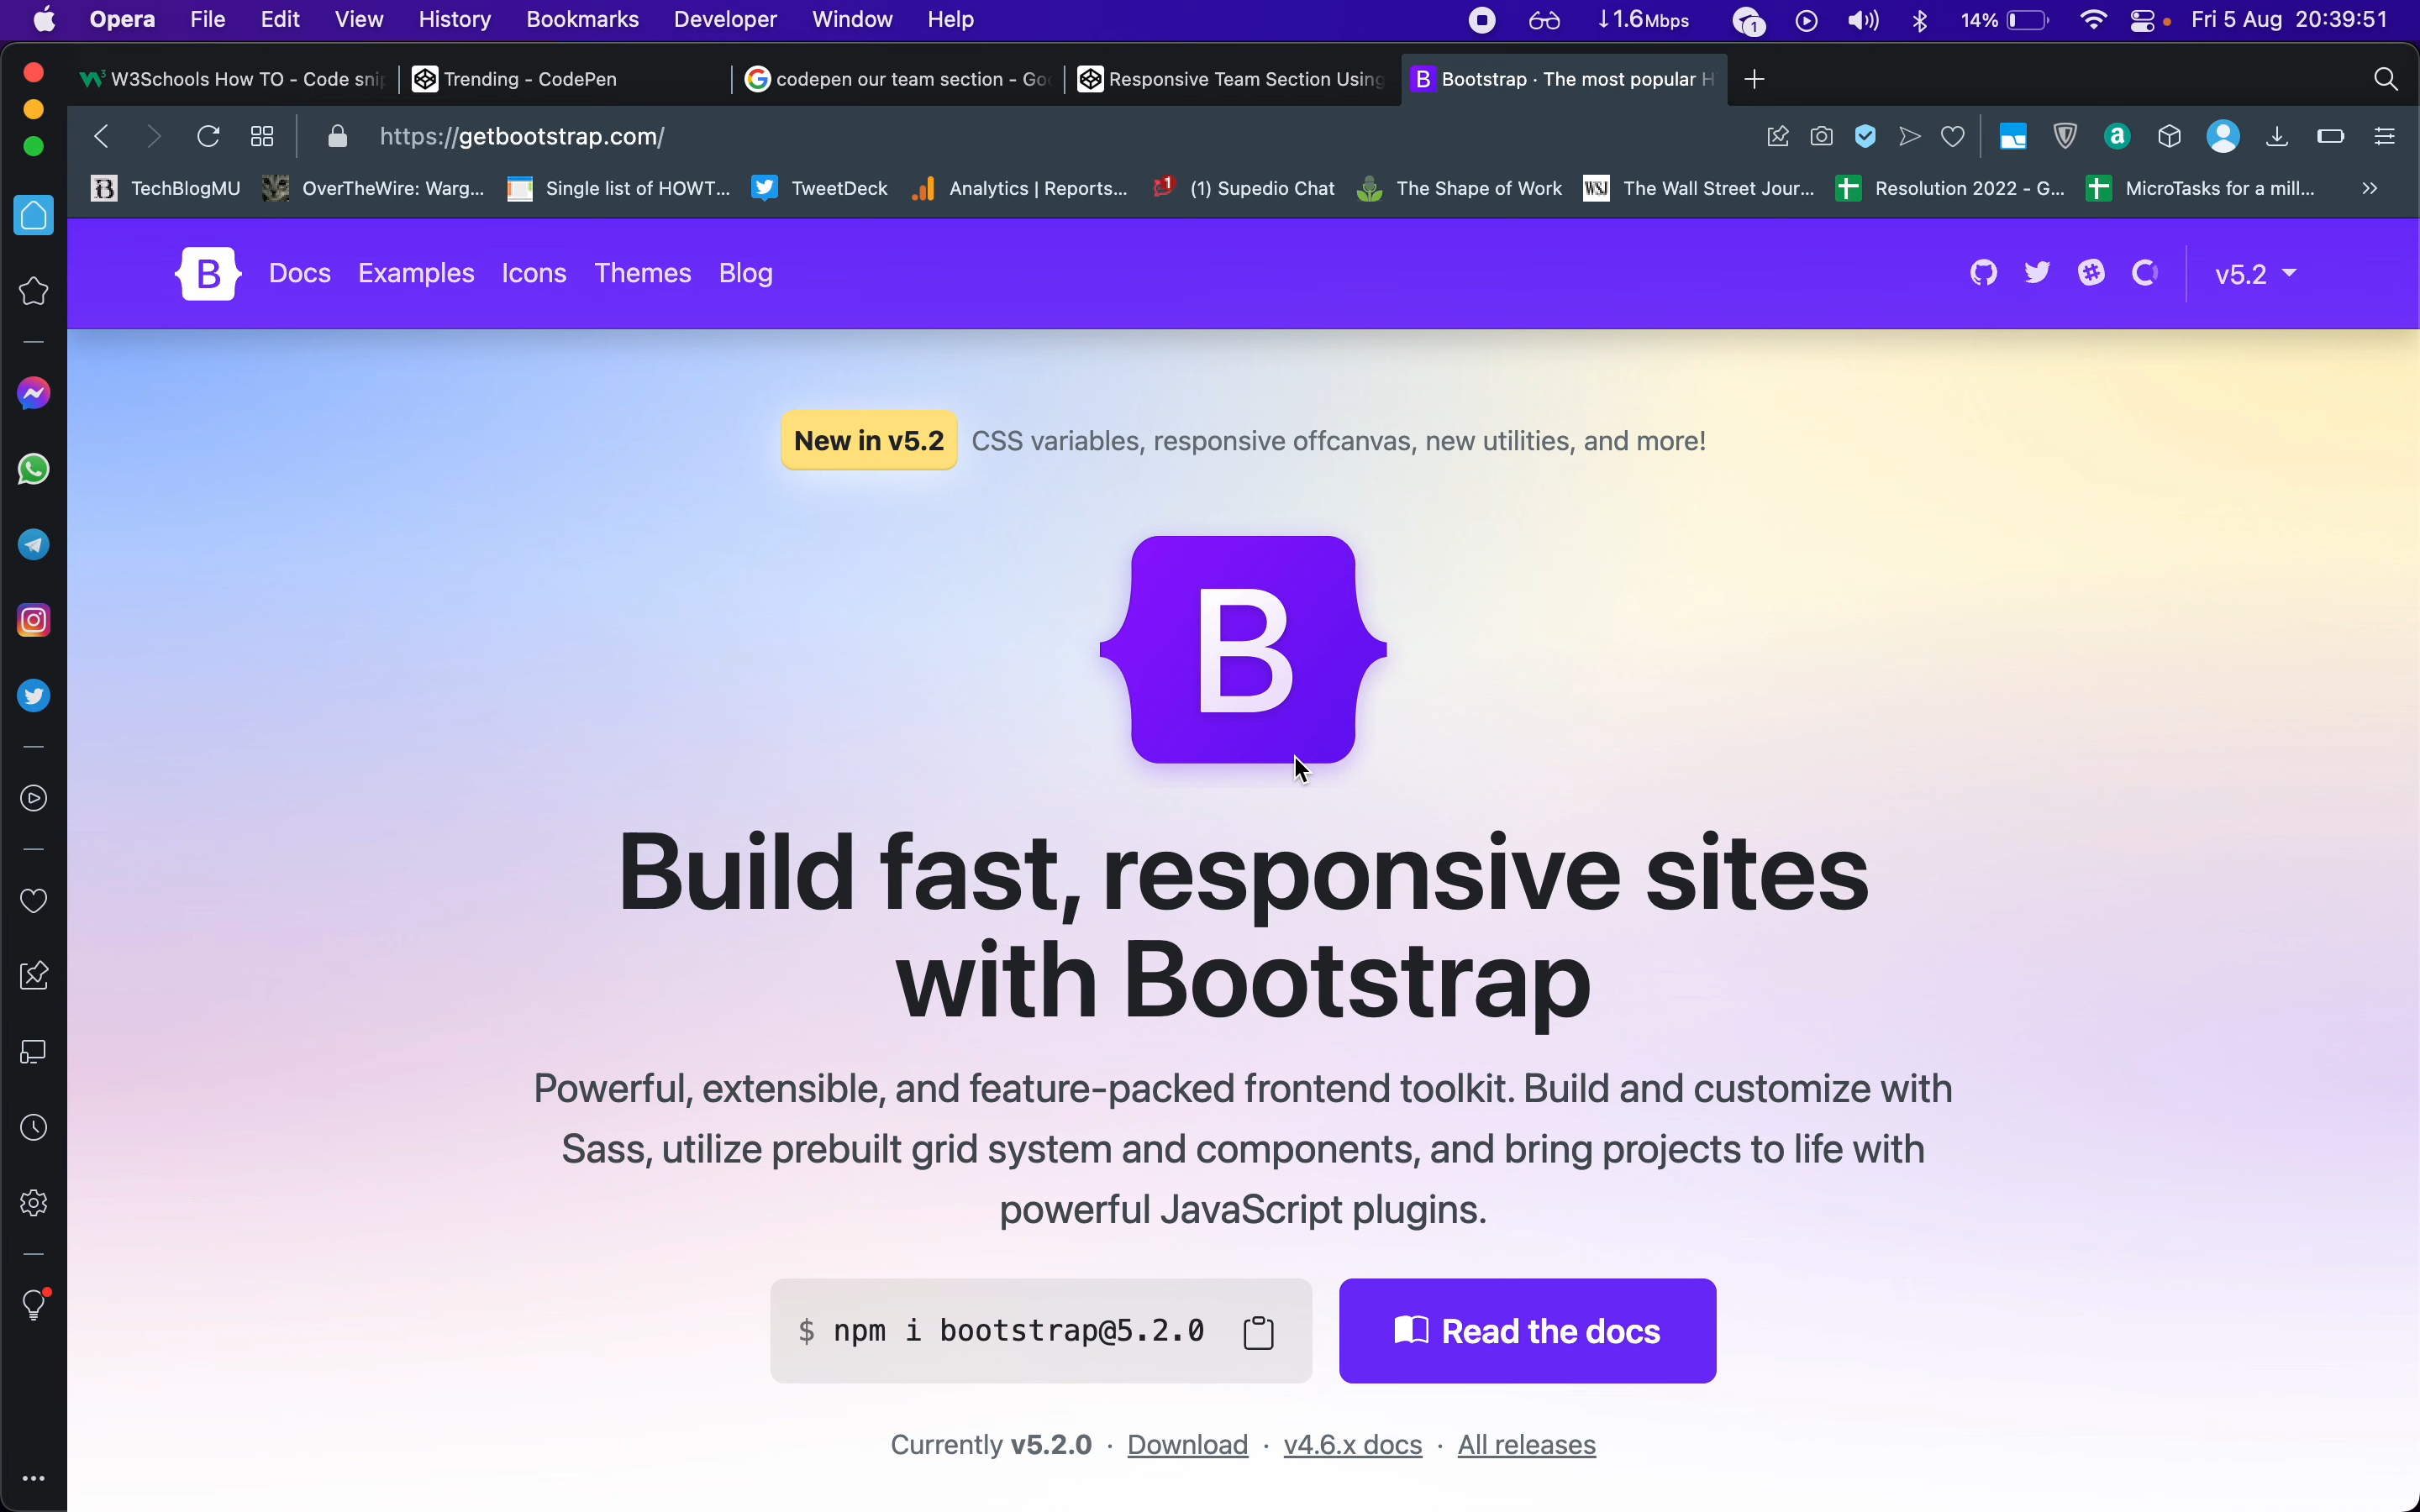 Opera File Edit View History Bookmarks Developer Window Help ↓1.6Mbps 1 14% Fri 5 Aug 20:39:51
W3Schools How TO - Code snip Trending - CodePen codepen our team section - Goo Responsive Team Section Using Bootstrap · The most popular H
https://getbootstrap.com/
TechBlogMU OverTheWire: Warg... Single list of HOWT... TweetDeck Analytics | Reports... (1) Supedio Chat The Shape of Work WSJ The Wall Street Jour... Resolution 2022 - G... MicroTasks for a mill... »
B Docs Examples Icons Themes Blog v5.2
New in v5.2 CSS variables, responsive offcanvas, new utilities, and more!
B
Build fast, responsive sites
with Bootstrap
Powerful, extensible, and feature-packed frontend toolkit. Build and customize with
Sass, utilize prebuilt grid system and components, and bring projects to life with
powerful JavaScript plugins.
$ npm i bootstrap@5.2.0 Read the docs
Currently v5.2.0 · Download · v4.6.x docs · All releases